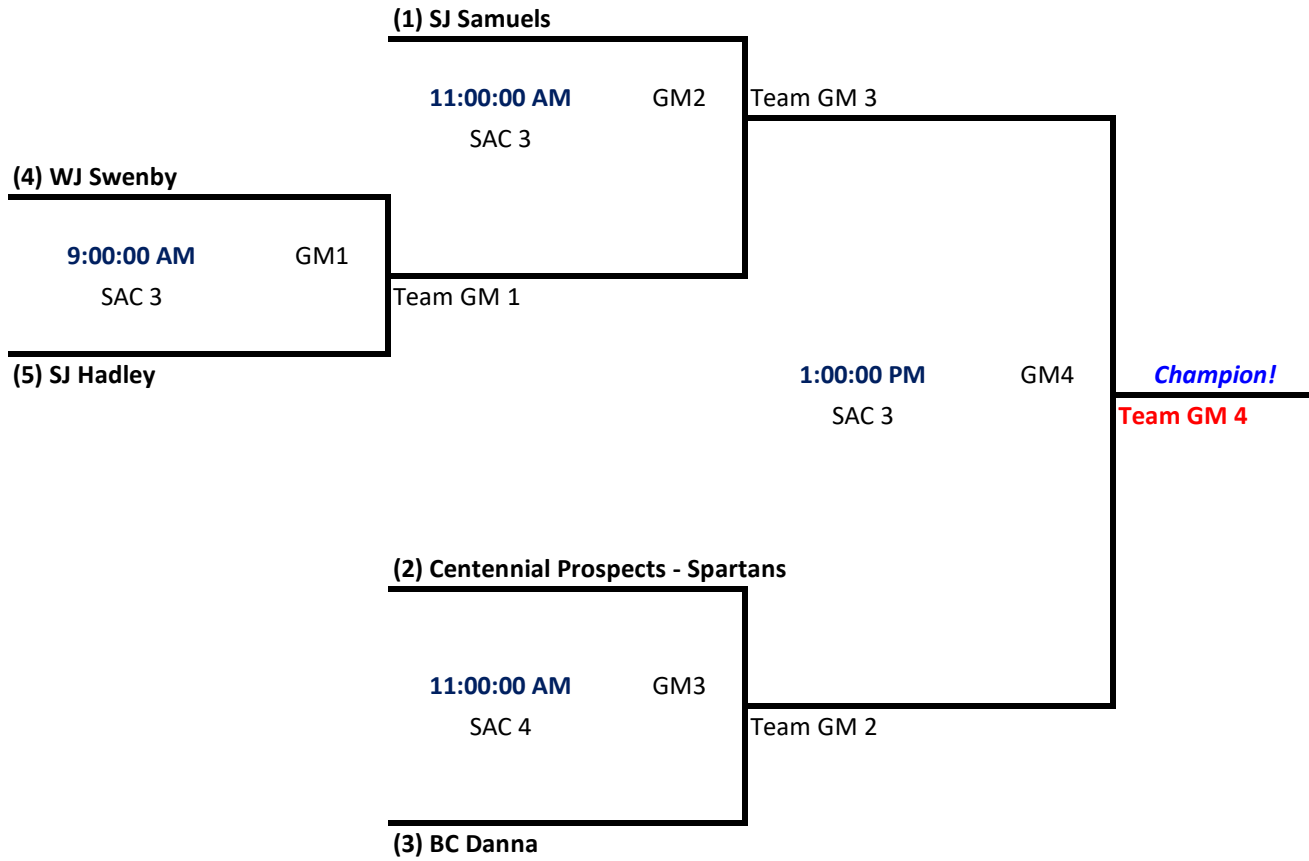 (1) SJ Samuels
11:00:00 AM GM2 Team GM 3
SAC 3
(4) WJ Swenby
9:00:00 AM GM1
SAC 3 Team GM 1
(5) SJ Hadley 1:00:00 PM GM4 Champion!
SAC 3 Team GM 4
(2) Centennial Prospects - Spartans
11:00:00 AM GM3
SAC 4 Team GM 2
(3) BC Danna